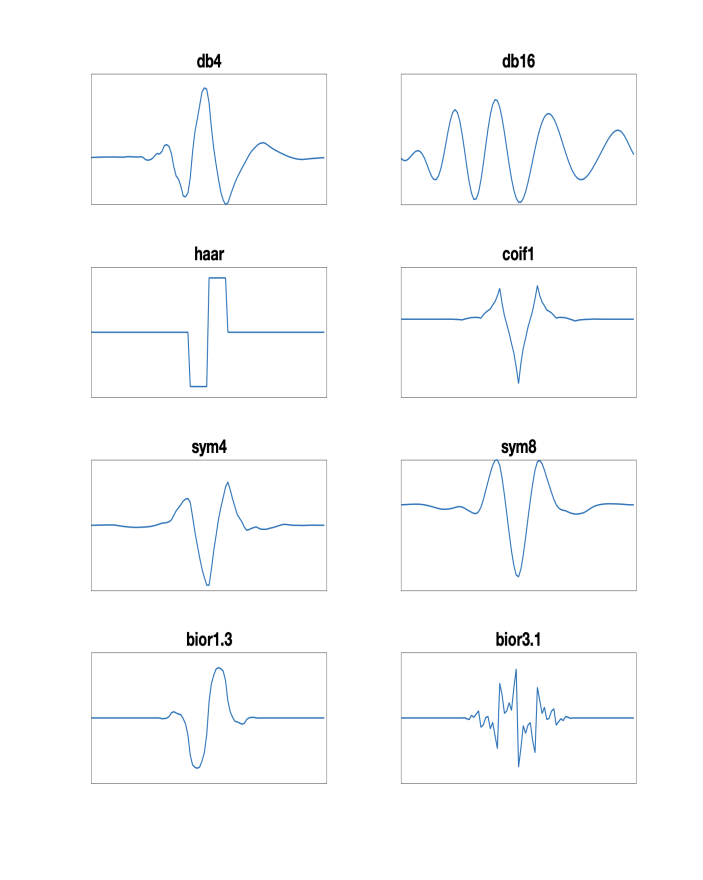 db4
db16
haar
coif1
sym4
sym8
bior1.3
bior3.1